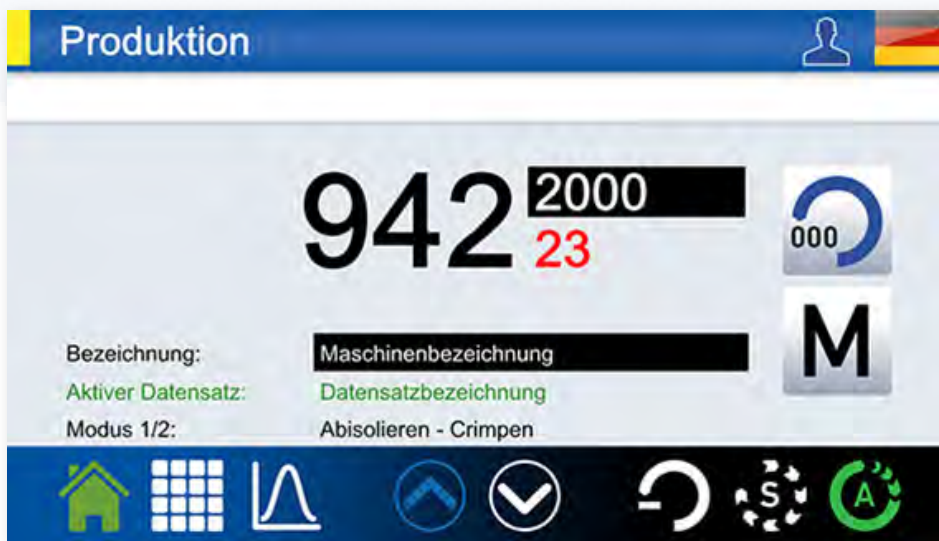 Produktion
942 2000
23
000
M
Bezeichnung: Maschinenbezeichnung
Aktiver Datensatz: Datensatzbezeichnung
Modus 1/2: Abisolieren - Crimpen
S A